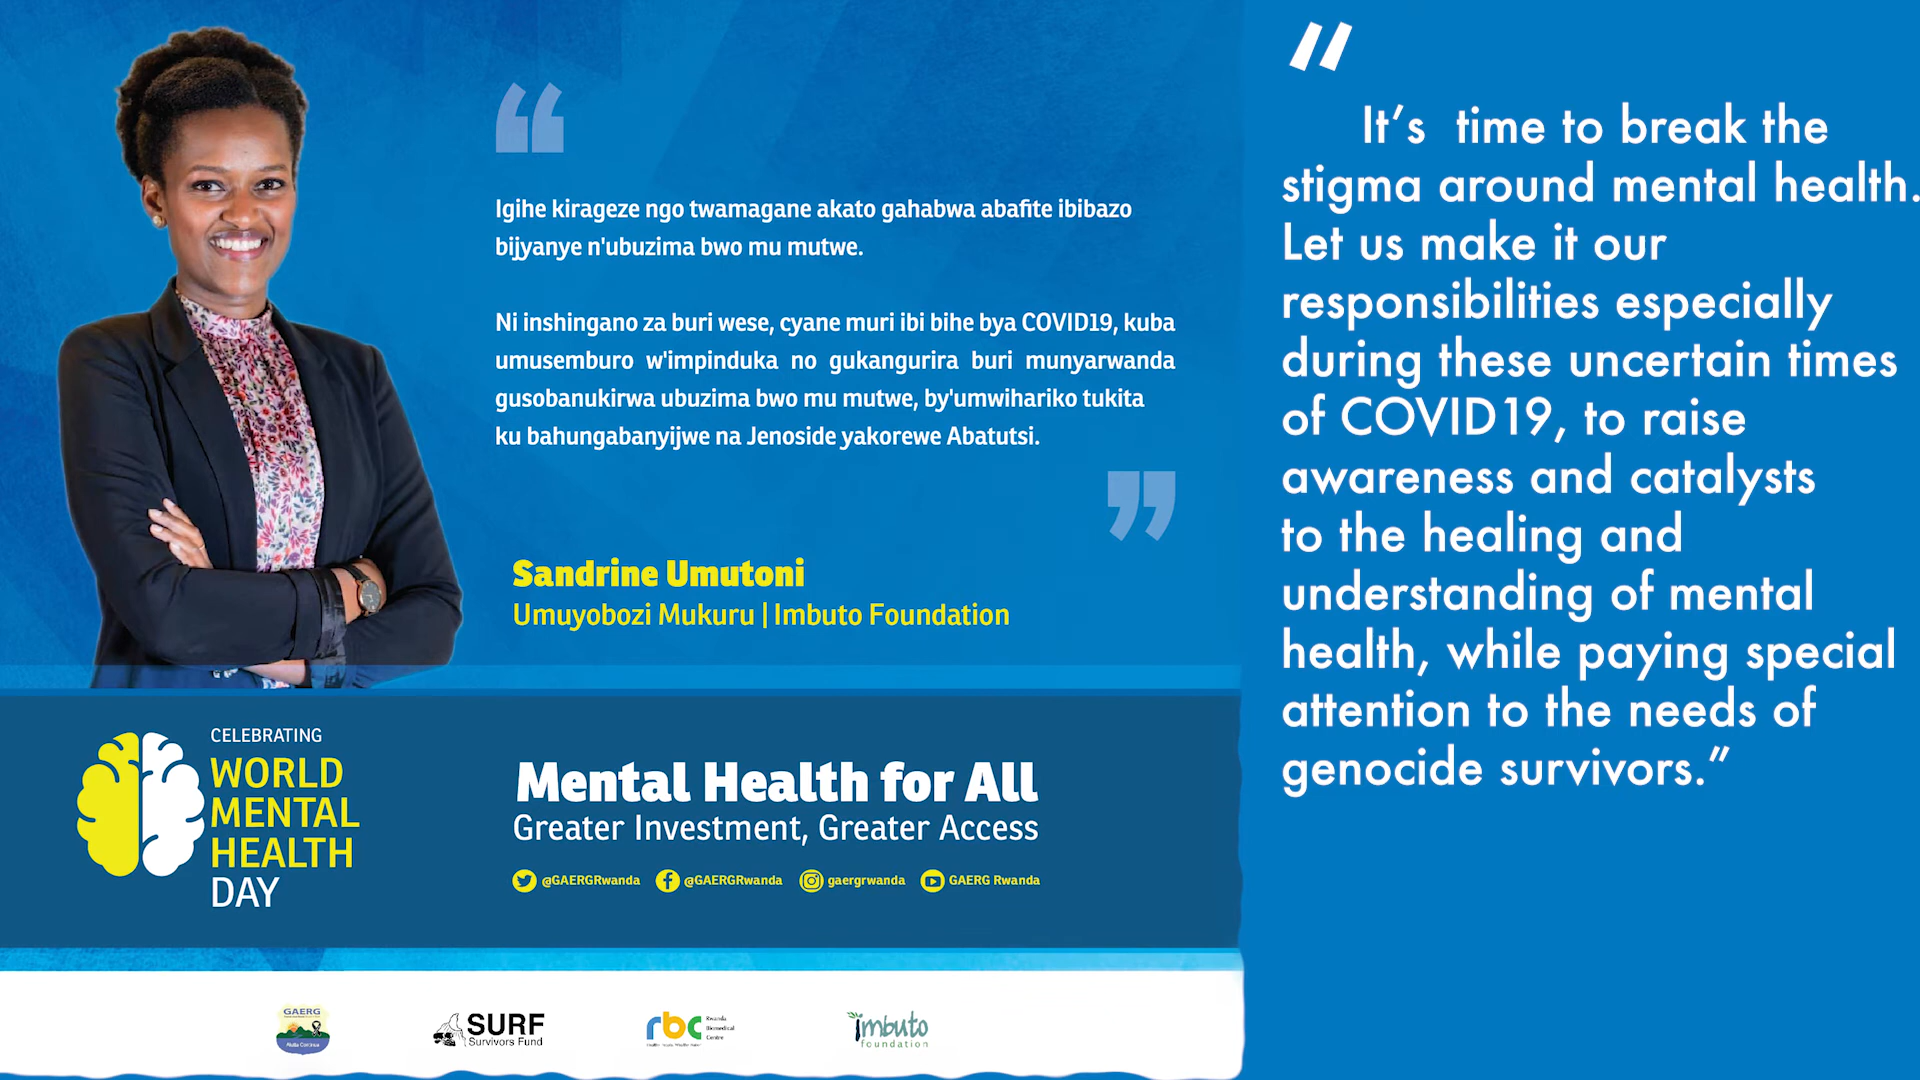 “
Igihe kirageze ngo twamagane akato gahabwa abafite ibibazo
bijyanye n'ubuzima bwo mu mutwe.
Ni inshingano za buri wese, cyane muri ibi bihe bya COVID19, kuba
umusemburo w'impinduka no gukangurira buri munyarwanda
gusobanukirwa ubuzima bwo mu mutwe, by'umwihariko tukita
ku bahungabanyijwe na Jenoside yakorewe Abatutsi.
”
Sandrine Umutoni
Umuyobozi Mukuru | Imbuto Foundation
CELEBRATING
WORLD
MENTAL
HEALTH
DAY
Mental Health for All
Greater Investment, Greater Access
@GAERGRwanda @GAERGRwanda gaergrwanda GAERG Rwanda
GAERG
SURF
Survivors Fund
rbc
Rwanda
Biomedical
Centre
imbuto
foundation
“
It’s time to break the
stigma around mental health.
Let us make it our
responsibilities especially
during these uncertain times
of COVID19, to raise
awareness and catalysts
to the healing and
understanding of mental
health, while paying special
attention to the needs of
genocide survivors.”